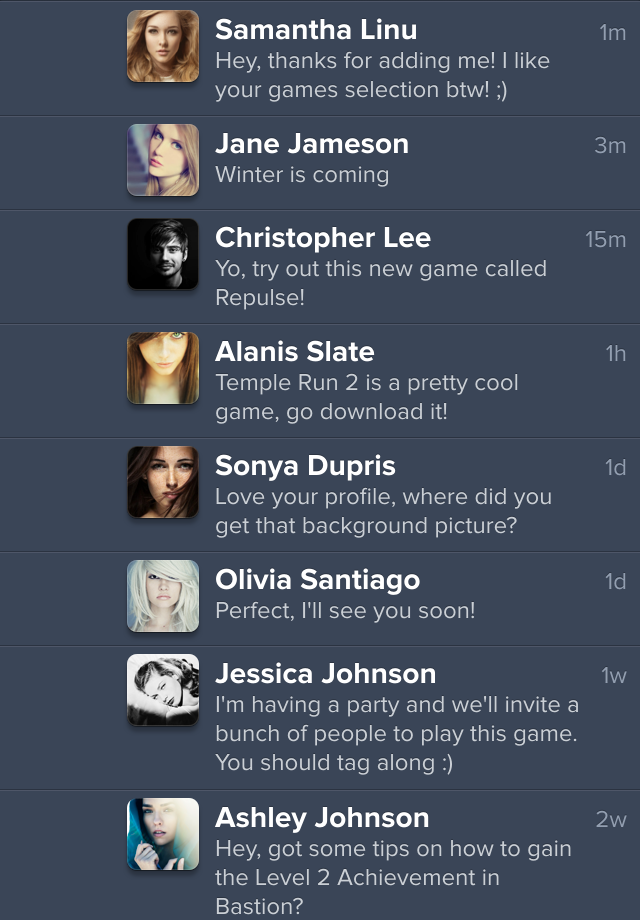 Samantha Linu 1m
Hey, thanks for adding me! I like
your games selection btw! ;)
Jane Jameson 3m
Winter is coming
Christopher Lee 15m
Yo, try out this new game called
Repulse!
Alanis Slate 1h
Temple Run 2 is a pretty cool
game, go download it!
Sonya Dupris 1d
Love your profile, where did you
get that background picture?
Olivia Santiago 1d
Perfect, I'll see you soon!
Jessica Johnson 1w
I'm having a party and we'll invite a
bunch of people to play this game.
You should tag along :)
Ashley Johnson 2w
Hey, got some tips on how to gain
the Level 2 Achievement in
Bastion?